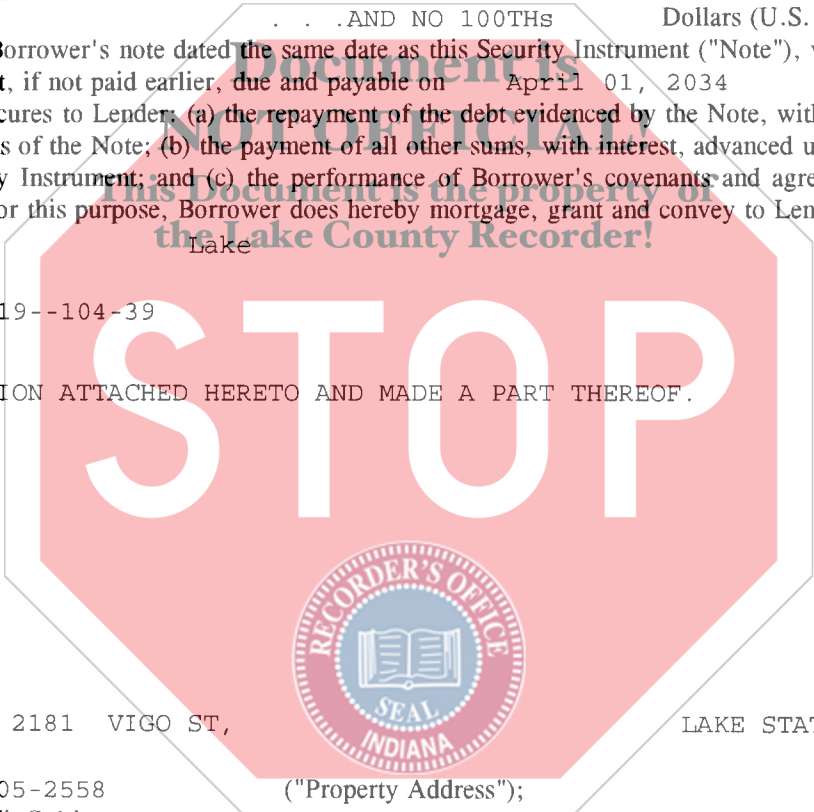 . . .AND NO 100THs Dollars (U.S.
Borrower's note dated the same date as this Security Instrument ("Note"),
Document is
t, if not paid earlier, due and payable on April 01, 2034
cures to Lender: (a) the repayment of the debt evidenced by the Note, wit
NOT OFFICIAL!
s of the Note; (b) the payment of all other sums, with interest, advanced u
y Instrument; and (c) the performance of Borrower's covenants and agre
This Document is the property of
or this purpose, Borrower does hereby mortgage, grant and convey to Len
the Lake County Recorder!
Lake
19--104-39
STOP
ION ATTACHED HERETO AND MADE A PART THEREOF.
RECORDER'S OFFICE
SEAL
INDIANA
2181 VIGO ST, LAKE STAT
05-2558 ("Property Address");